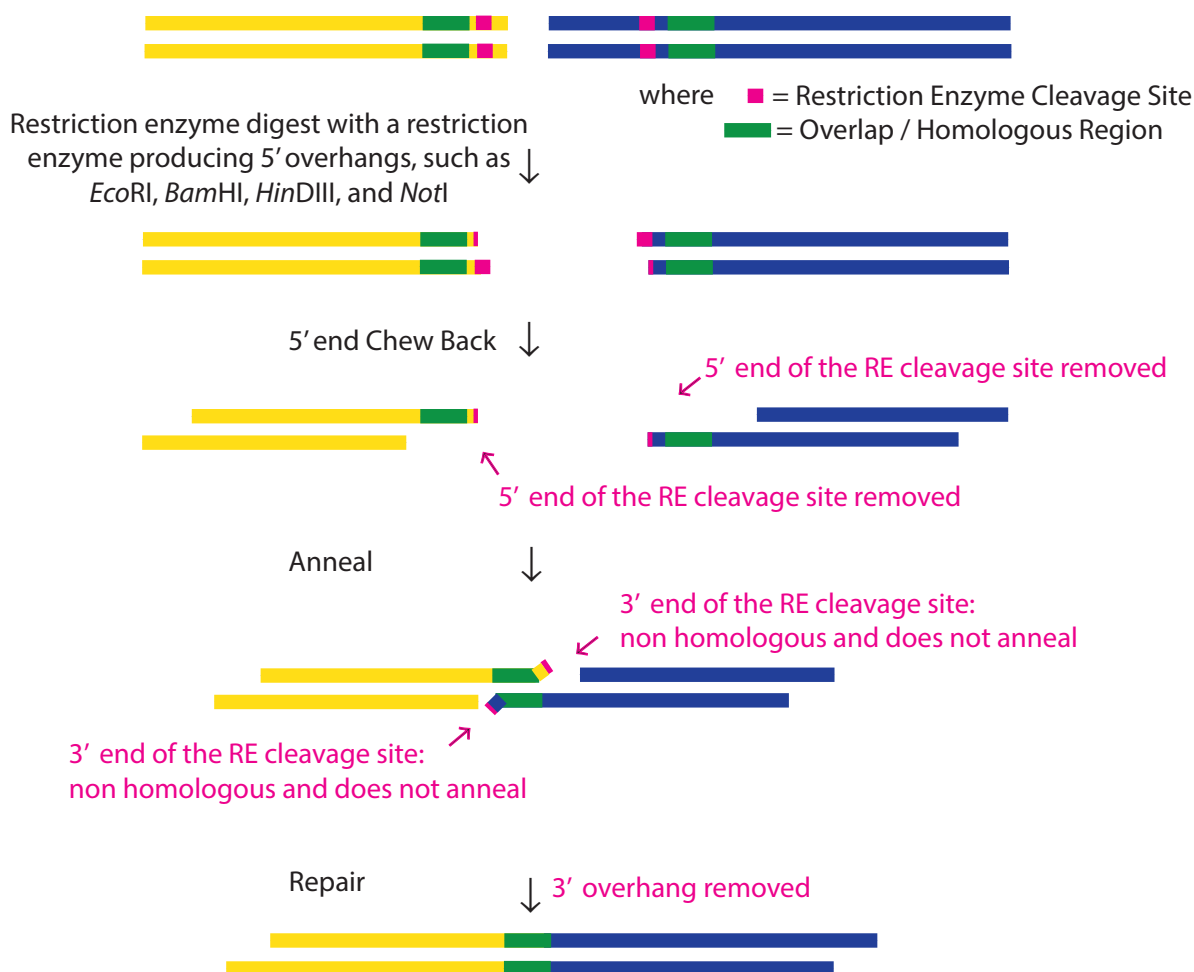 where = Restriction Enzyme Cleavage Site
= Overlap / Homologous Region
Restriction enzyme digest with a restriction
enzyme producing 5' overhangs, such as
EcoRI, BamHI, HinDIII, and NotI
5' end Chew Back
5' end of the RE cleavage site removed
5' end of the RE cleavage site removed
Anneal
3' end of the RE cleavage site:
non homologous and does not anneal
3' end of the RE cleavage site:
non homologous and does not anneal
Repair
3' overhang removed